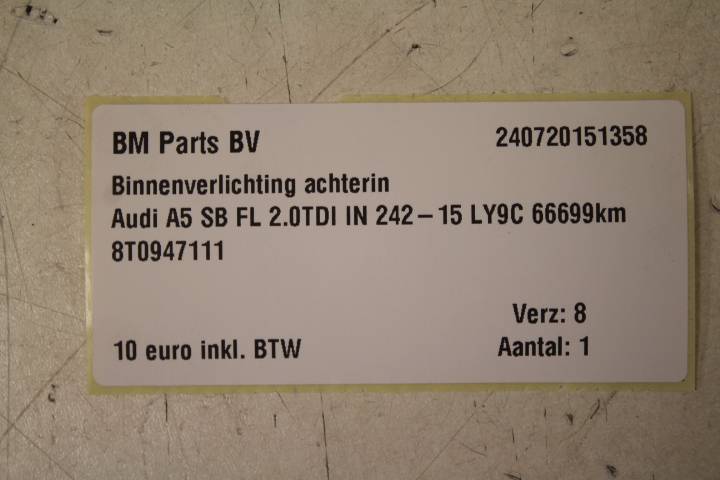 BM Parts BV 240720151358
Binnenverlichting achterin
Audi A5 SB FL 2.0TDI IN 242-15 LY9C 66699km
8T0947111
Verz: 8
10 euro inkl. BTW Aantal: 1